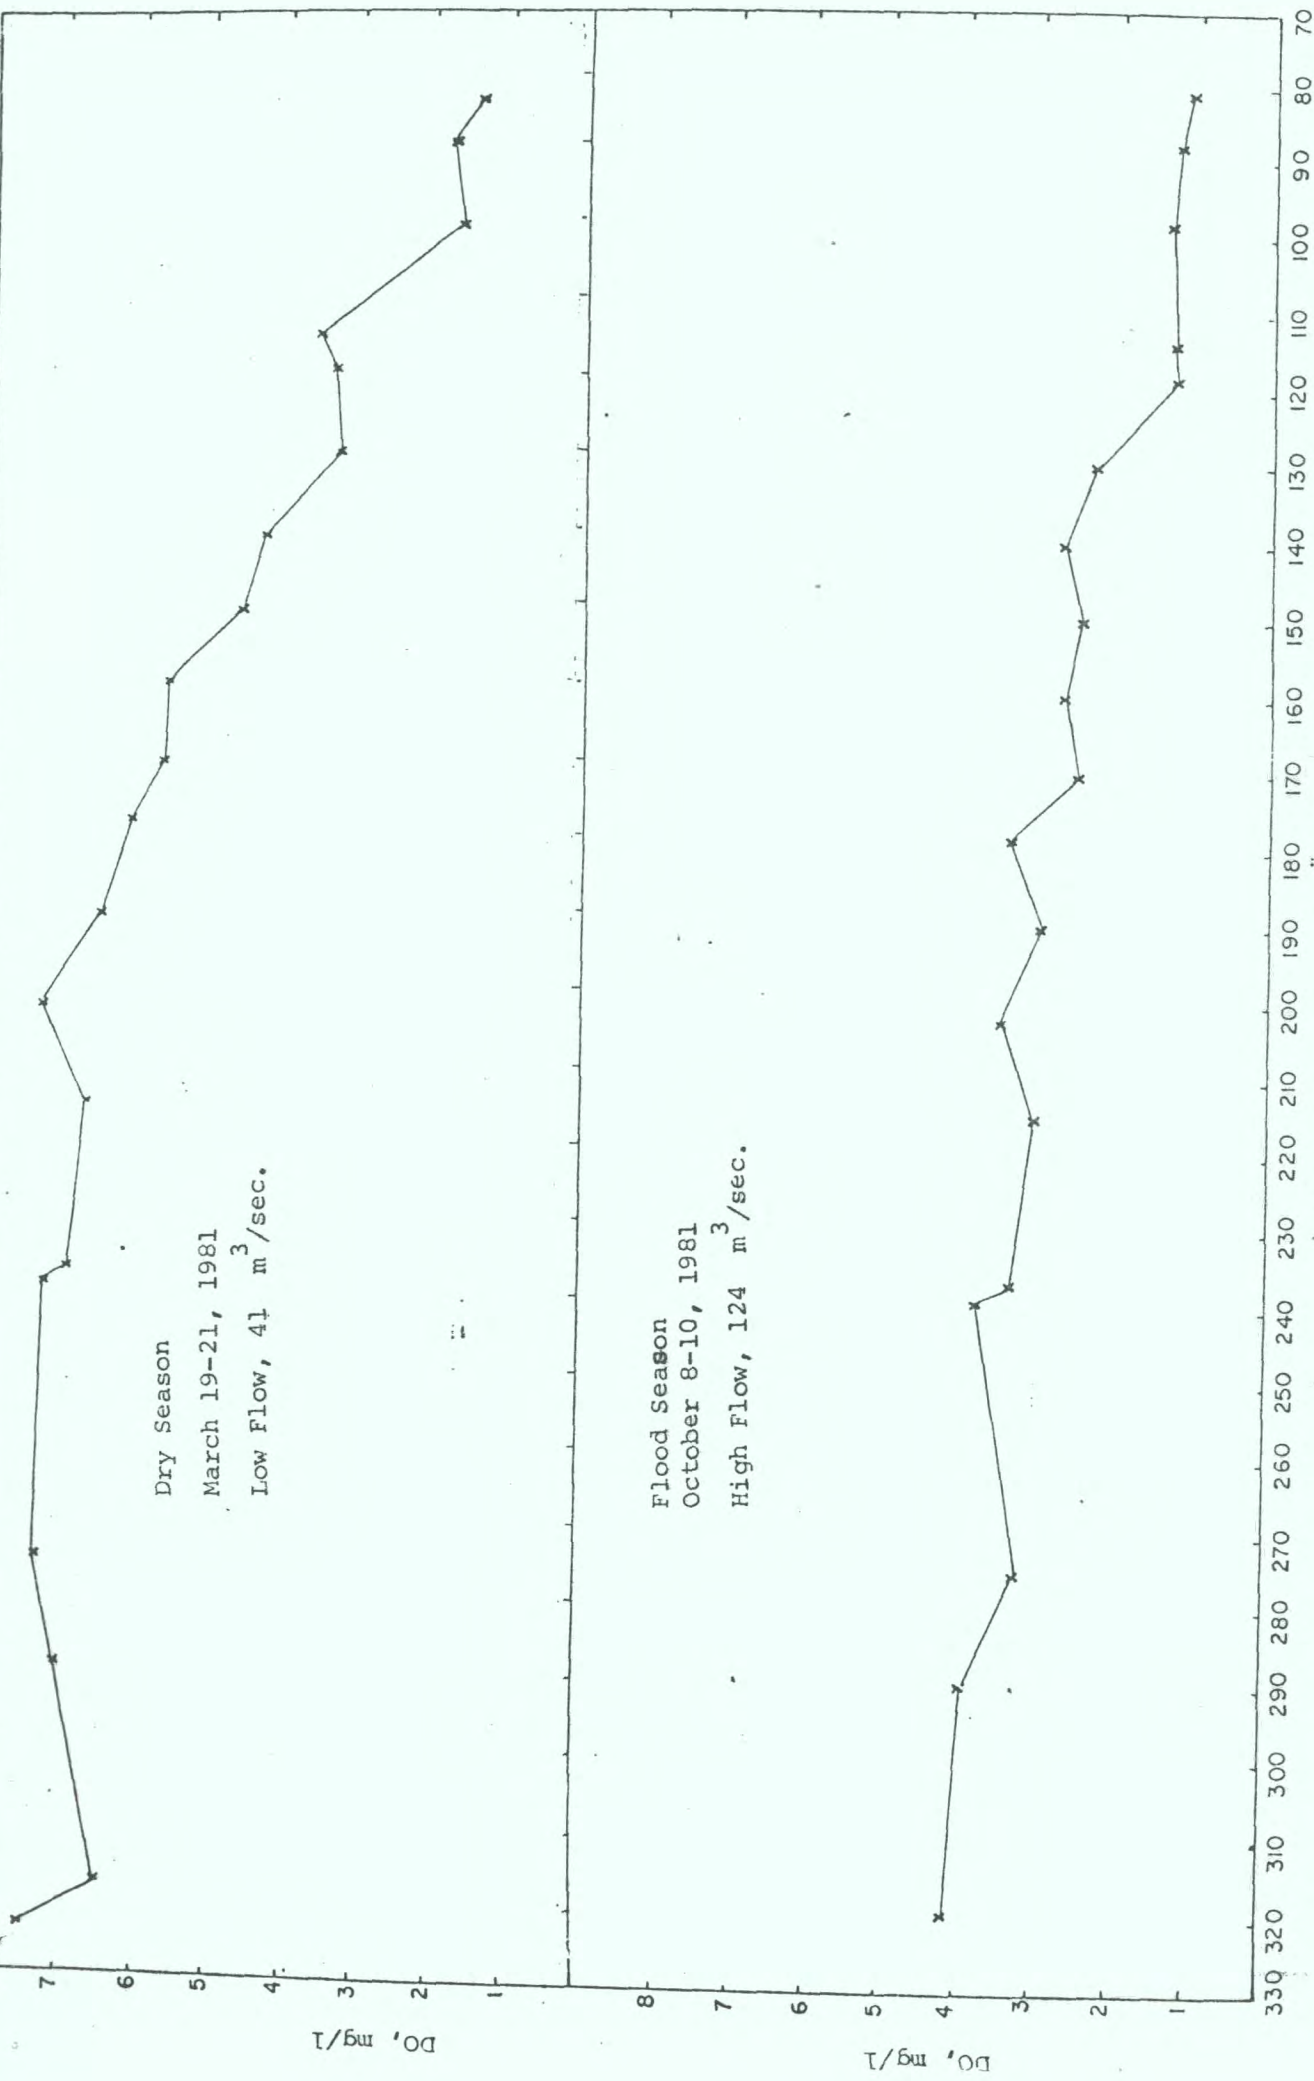 DO, mg/l
7
6
5
4
3
2
1
Dry Season
March 19-21, 1981
Low Flow, 41 m3/sec.
DO, mg/l
8
7
6
5
4
3
2
1
Flood Season
October 8-10, 1981
High Flow, 124 m3/sec.
330 320 310 300 290 280 270 260 250 240 230 220 210 200 190 180 170 160 150 140 130 120 110 100 90 80 70